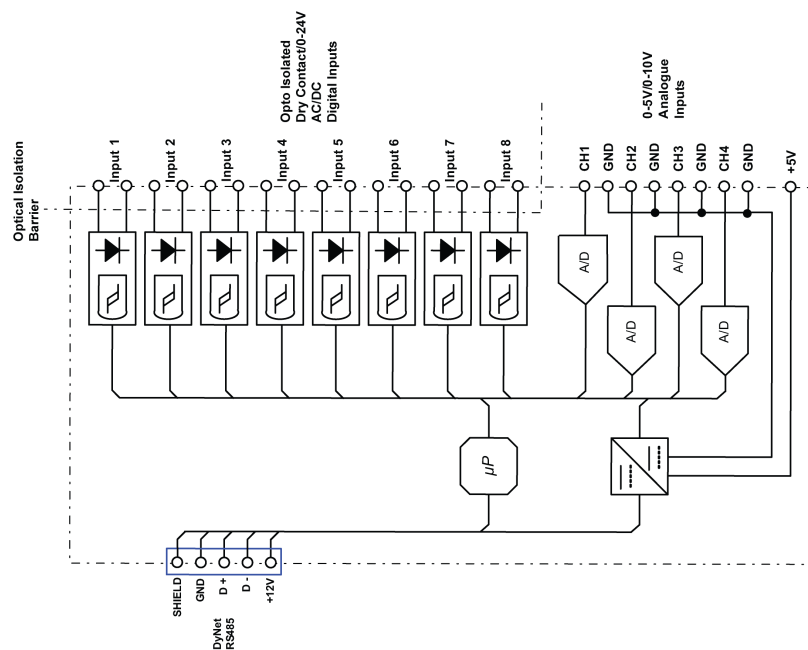 Optical Isolation
Barrier
Opto Isolated
Dry Contact/0-24V
AC/DC
Digital Inputs
0-5V/0-10V
Analogue
Inputs
Input 1
Input 2
Input 3
Input 4
Input 5
Input 6
Input 7
Input 8
CH1
GND
CH2
GND
CH3
GND
CH4
GND
+5V
A/D
A/D
A/D
A/D
µP
SHIELD
GND
D +
D -
+12V
DyNet
RS485